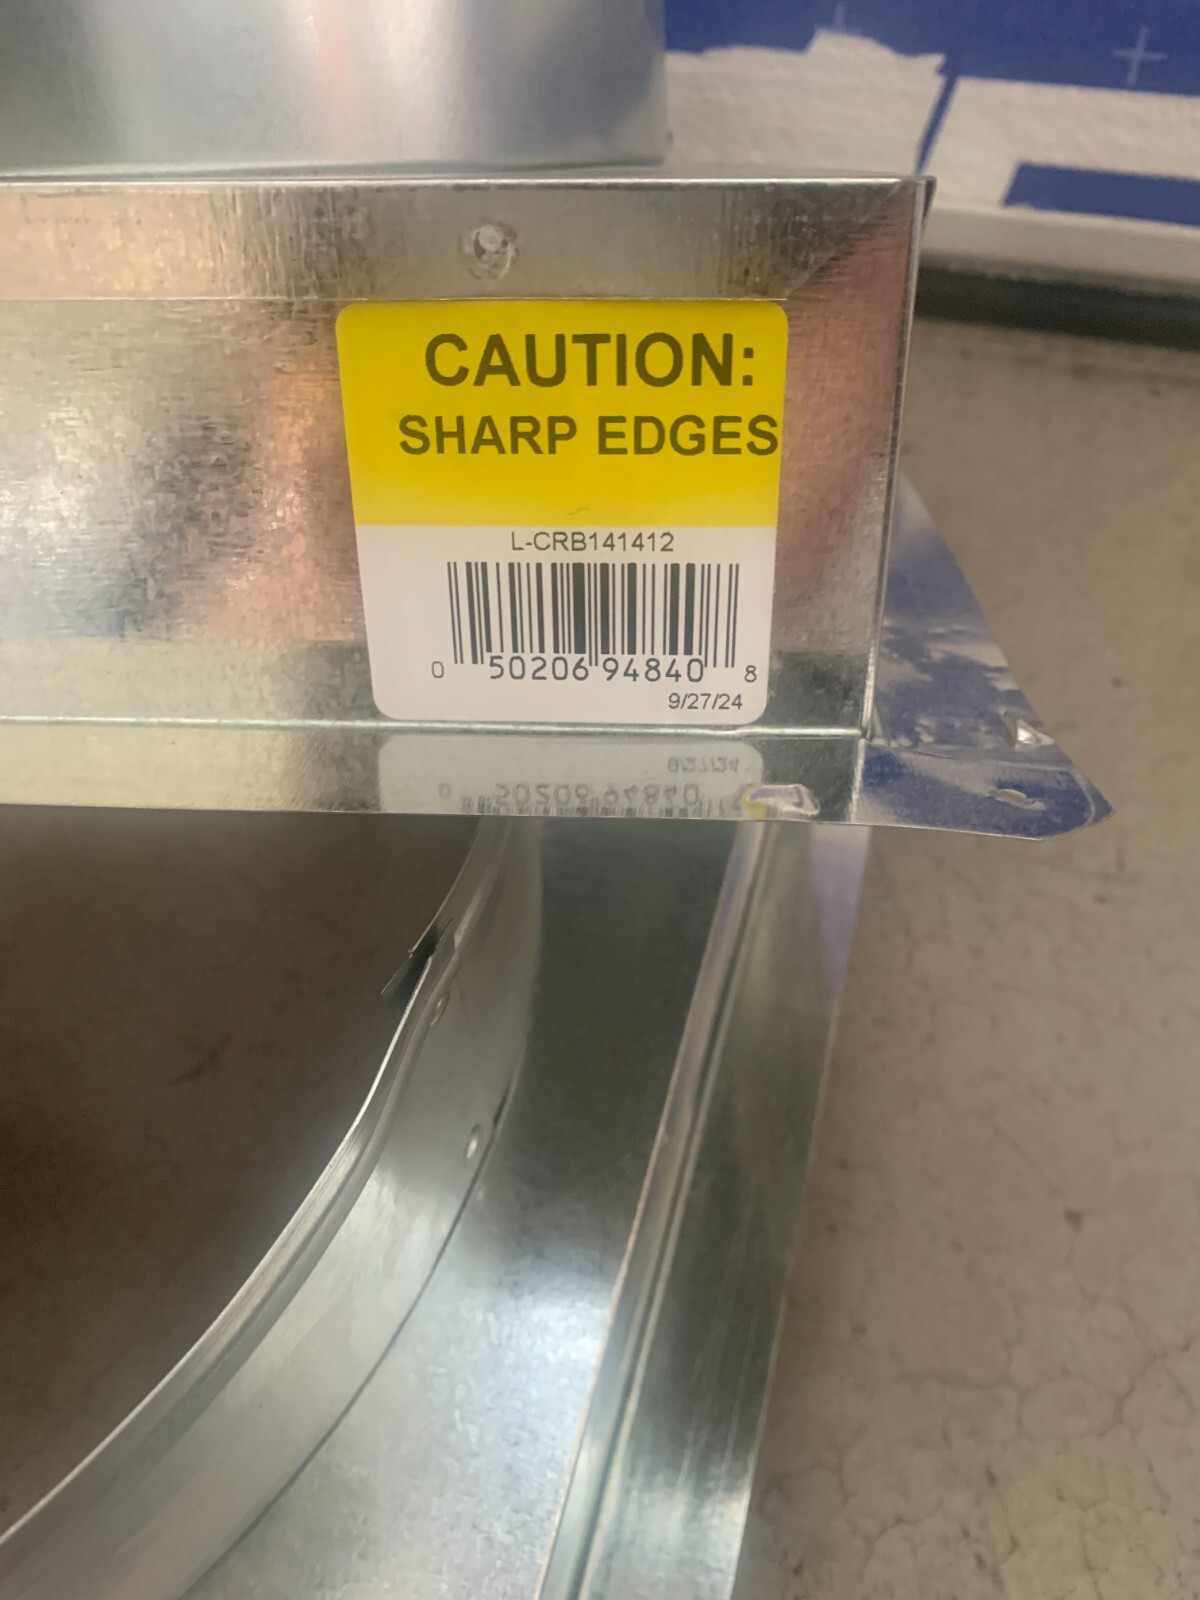 CAUTION:
SHARP EDGES
L-CRB141412
0 50206 94840 8
9/27/24